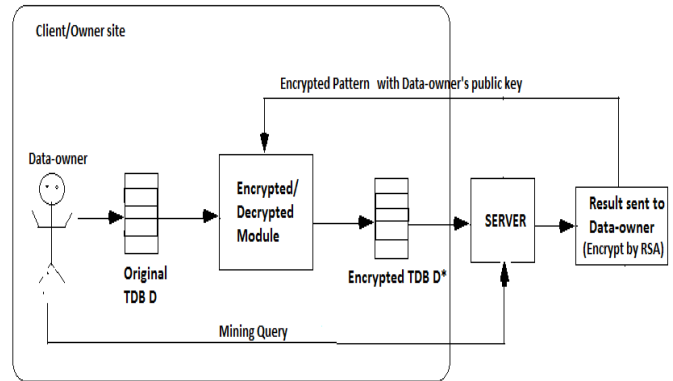 Client/Owner site
Encrypted Pattern with Data-owner's public key
Data-owner
Encrypted/
Decrypted
Module
Original
TDB D
Encrypted TDB D*
SERVER
Result sent to
Data-owner
(Encrypt by RSA)
Mining Query